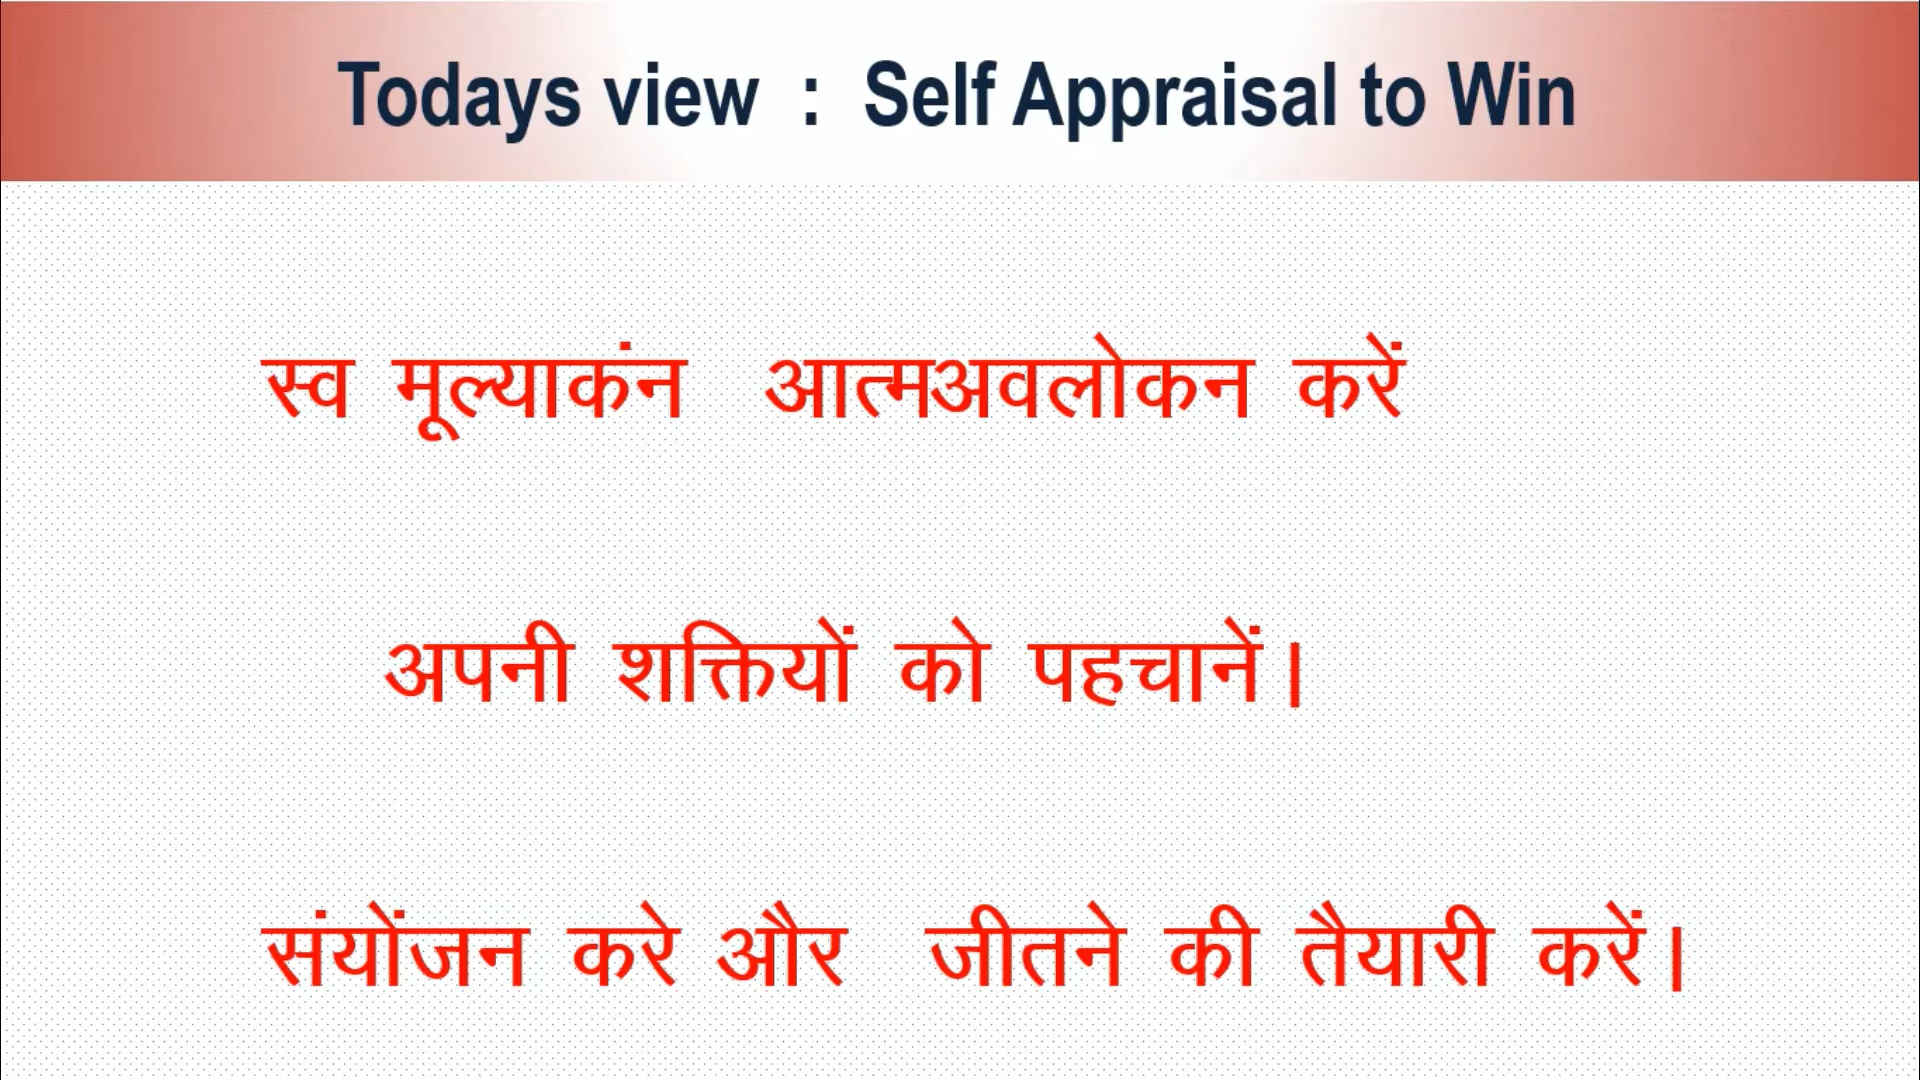 Todays view : Self Appraisal to Win
स्व मूल्याकंन आत्मअवलोकन करें
अपनी शक्तियों को पहचानें।
संयोंजन करे और जीतने की तैयारी करें।